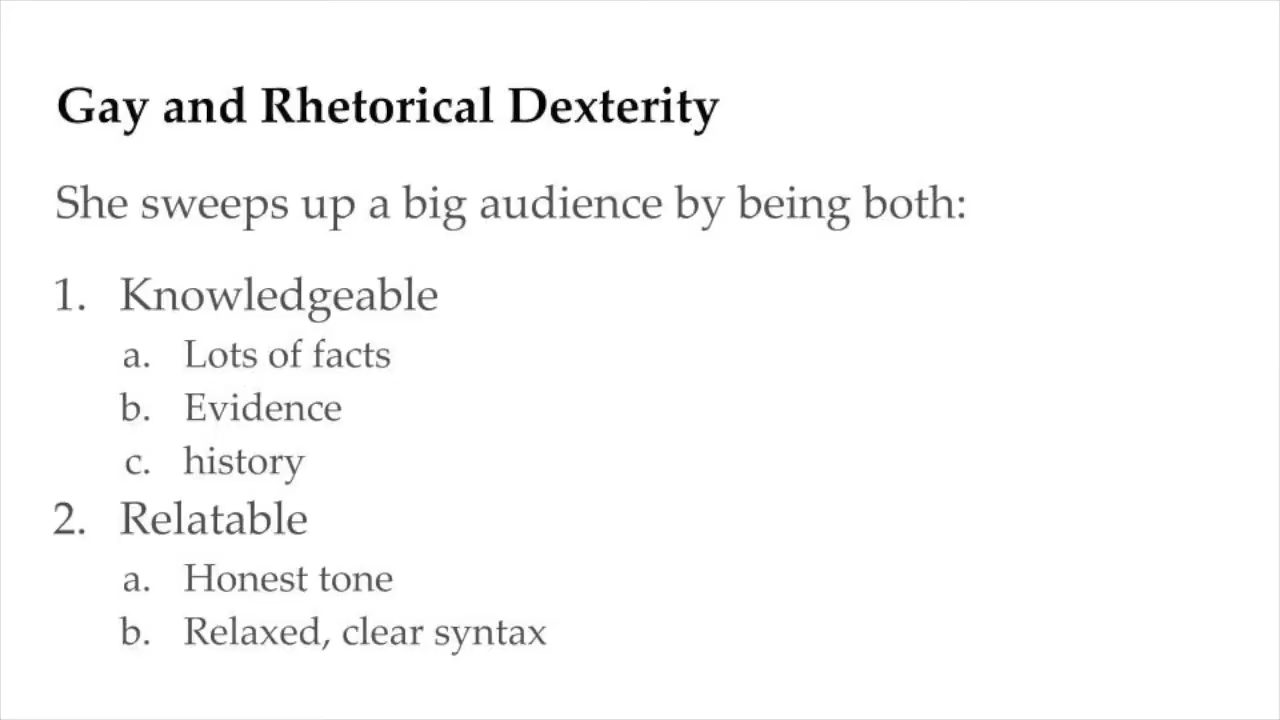 Gay and Rhetorical Dexterity
She sweeps up a big audience by being both:
1. Knowledgeable
a. Lots of facts
b. Evidence
c. history
2. Relatable
a. Honest tone
b. Relaxed, clear syntax